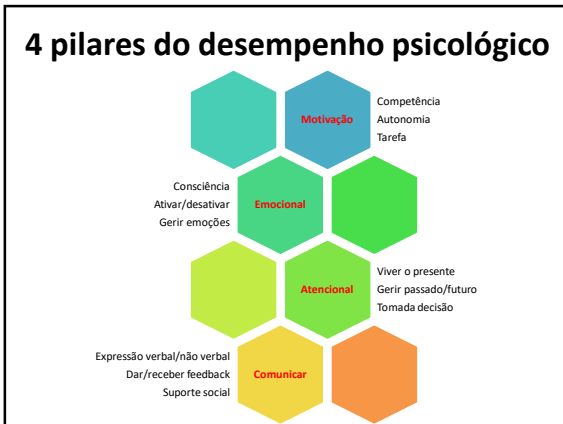 4 pilares do desempenho psicológico
Motivação
Competência
Autonomia
Tarefa
Consciência
Ativar/desativar
Gerir emoções
Emocional
Atencional
Viver o presente
Gerir passado/futuro
Tomada decisão
Expressão verbal/não verbal
Dar/receber feedback
Suporte social
Comunicar